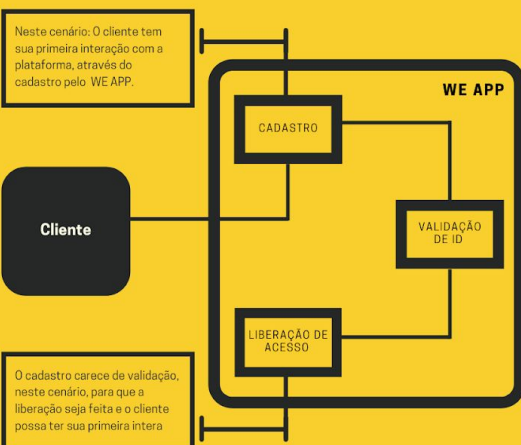 Neste cenário: O cliente tem
sua primeira interação com a
plataforma, através do
cadastro pelo WE APP.
WE APP
CADASTRO
Cliente
VALIDAÇÃO
DE ID
LIBERAÇÃO DE
ACESSO
O cadastro carece de validação,
neste cenário, para que a
liberação seja feita e o cliente
possa ter sua primeira intera